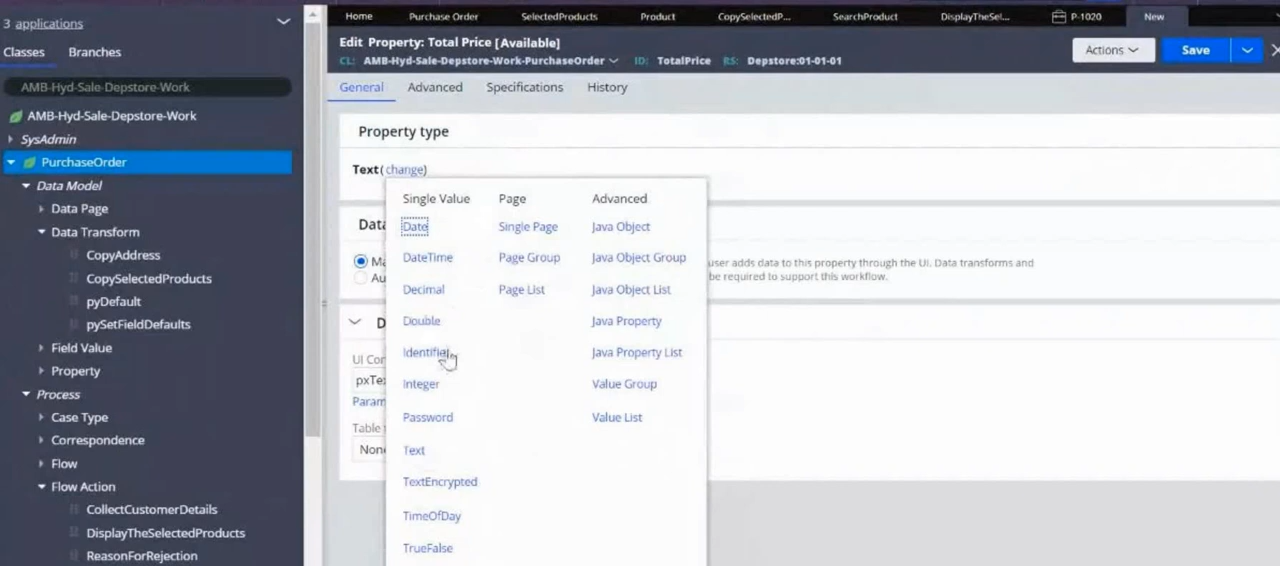 3 applications
Classes Branches
AMB-Hyd-Sale-Depstore-Work
AMB-Hyd-Sale-Depstore-Work
SysAdmin
PurchaseOrder
Data Model
Data Page
Data Transform
CopyAddress
CopySelectedProducts
pyDefault
pySetFieldDefaults
Field Value
Property
Process
Case Type
Correspondence
Flow
Flow Action
CollectCustomerDetails
DisplayTheSelectedProducts
ReasonForRejection
Home Purchase Order SelectedProducts Product CopySelectedP... SearchProduct DisplayTheSel... P-1020 New
Edit Property: Total Price [Available]
CL: AMB-Hyd-Sale-Depstore-Work-PurchaseOrder ID: TotalPrice RS: Depstore:01-01-01
Actions Save
General Advanced Specifications History
Property type
Text (change)
Single Value Page Advanced
Date Single Page Java Object
DateTime Page Group Java Object Group
Decimal Page List Java Object List
Double Java Property
Identifier Java Property List
Integer Value Group
Password Value List
Text
TextEncrypted
TimeOfDay
TrueFalse
Data
user adds data to this property through the UI. Data transforms and
be required to support this workflow.
D
UI Con
pxTex
Param
Table
Non